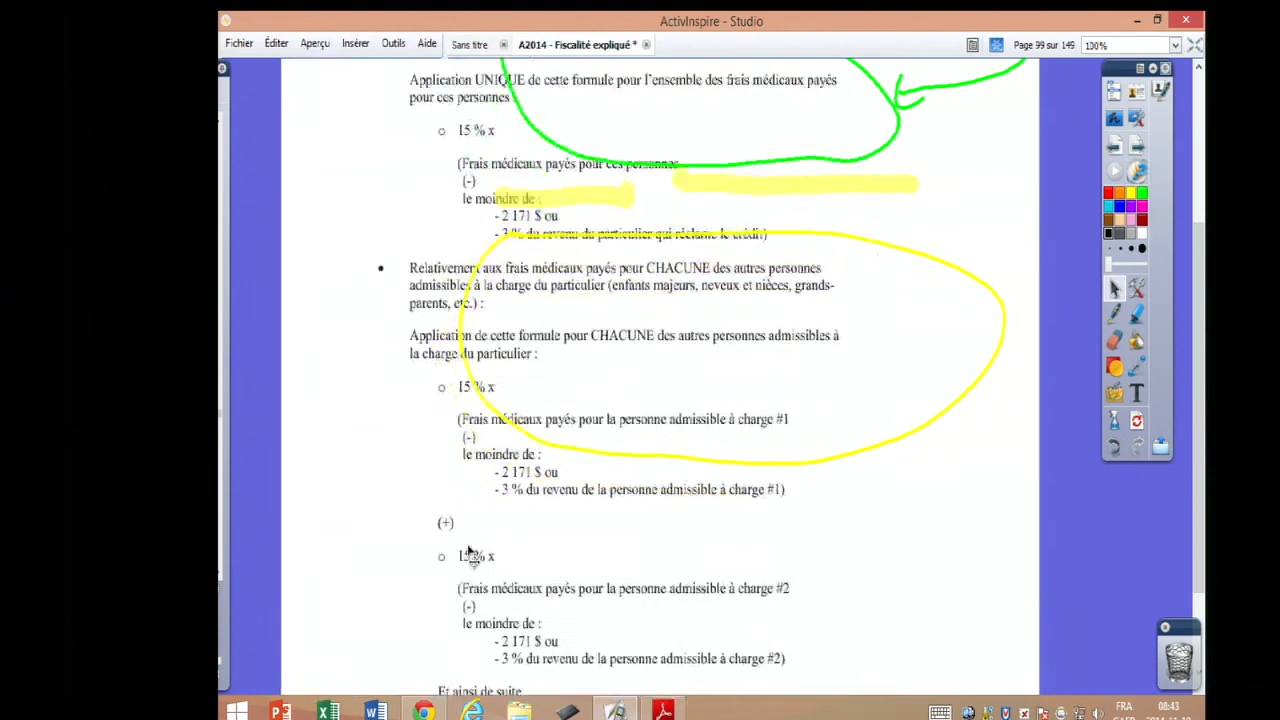 ActivInspire - Studio
Fichier Éditer Aperçu Insérer Outils Aide Sans titre A2014 - Fiscalité expliqué * Page 99 sur 149 100%
Application UNIQUE de cette formule pour l'ensemble des frais médicaux payés
pour ces personnes
o 15 % x
(Frais médicaux payés pour ces personnes
(-)
le moindre de :
- 2 171 $ ou
- 3 % du revenu du particulier qui réclame le crédit)
• Relativement aux frais médicaux payés pour CHACUNE des autres personnes
admissibles à la charge du particulier (enfants majeurs, neveux et nièces, grands-
parents, etc.) :
Application de cette formule pour CHACUNE des autres personnes admissibles à
la charge du particulier :
o 15 % x
(Frais médicaux payés pour la personne admissible à charge #1
(-)
le moindre de :
- 2 171 $ ou
- 3 % du revenu de la personne admissible à charge #1)
(+)
o 15 % x
(Frais médicaux payés pour la personne admissible à charge #2
(-)
le moindre de :
- 2 171 $ ou
- 3 % du revenu de la personne admissible à charge #2)
Et ainsi de suite
FR 08:43